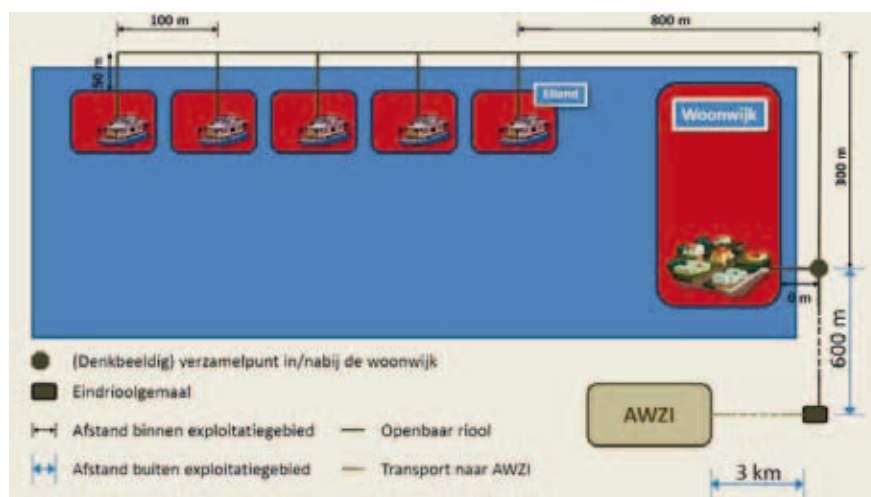 100 m
800 m
50 m
Eiland
Woonwijk
300 m
0 m
600 m
(Denkbeeldig) verzamelpunt in/nabij de woonwijk
Eindrioolgemaal
AWZI
Afstand binnen exploitatiegebied
Openbaar riool
Afstand buiten exploitatiegebied
Transport naar AWZI
3 km